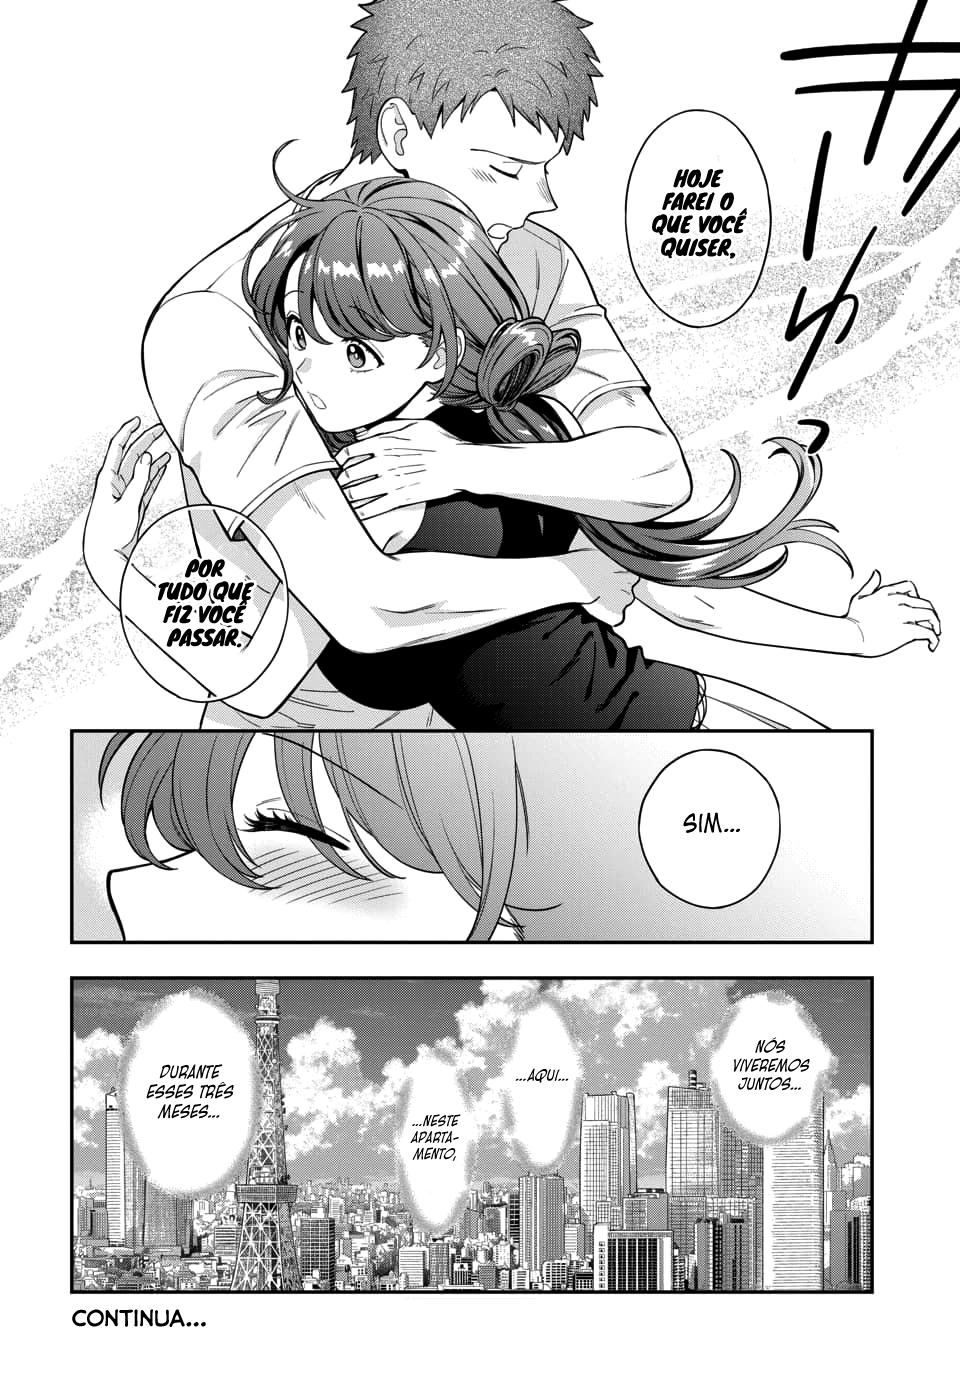 HOJE
FAREI O
QUE VOCÊ
QUISER,
POR
TUDO QUE
FIZ VOCÊ
PASSAR.
SIM...
NÓS
VIVEREMOS
JUNTOS...
...AQUI...
...NESTE
APARTA-
MENTO,
DURANTE
ESSES TRÊS
MESES...
CONTINUA...